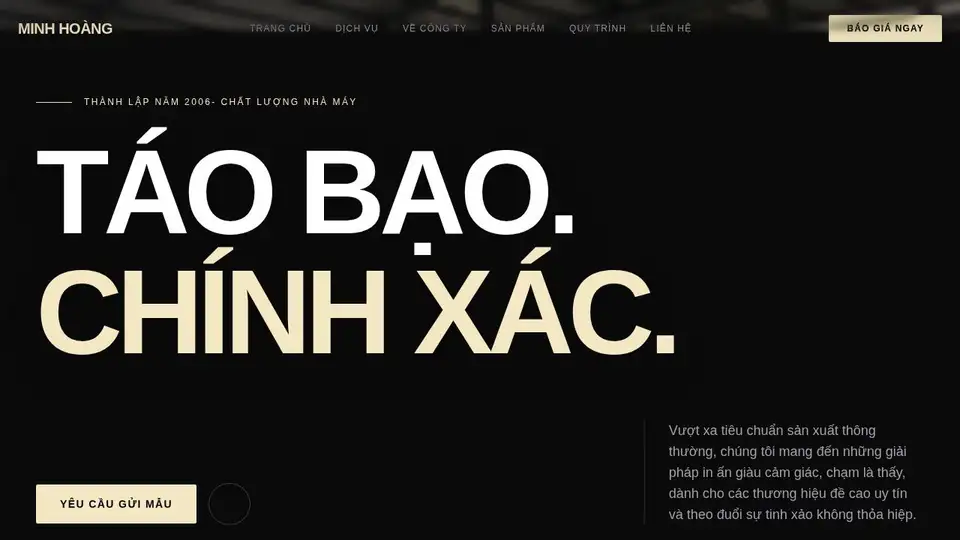 MINH HOÀNG
TRANG CHỦ
DỊCH VỤ
VỀ CÔNG TY
SẢN PHẨM
QUY TRÌNH
LIÊN HỆ
BÁO GIÁ NGAY
THÀNH LẬP NĂM 2006- CHẤT LƯỢNG NHÀ MÁY
TÁO BẠO.
CHÍNH XÁC.
Vượt xa tiêu chuẩn sản xuất thông
thường, chúng tôi mang đến những giải
pháp in ấn giàu cảm giác, chạm là thấy,
dành cho các thương hiệu đề cao uy tín
và theo đuổi sự tinh xảo không thỏa hiệp.
YÊU CẦU GỬI MẪU